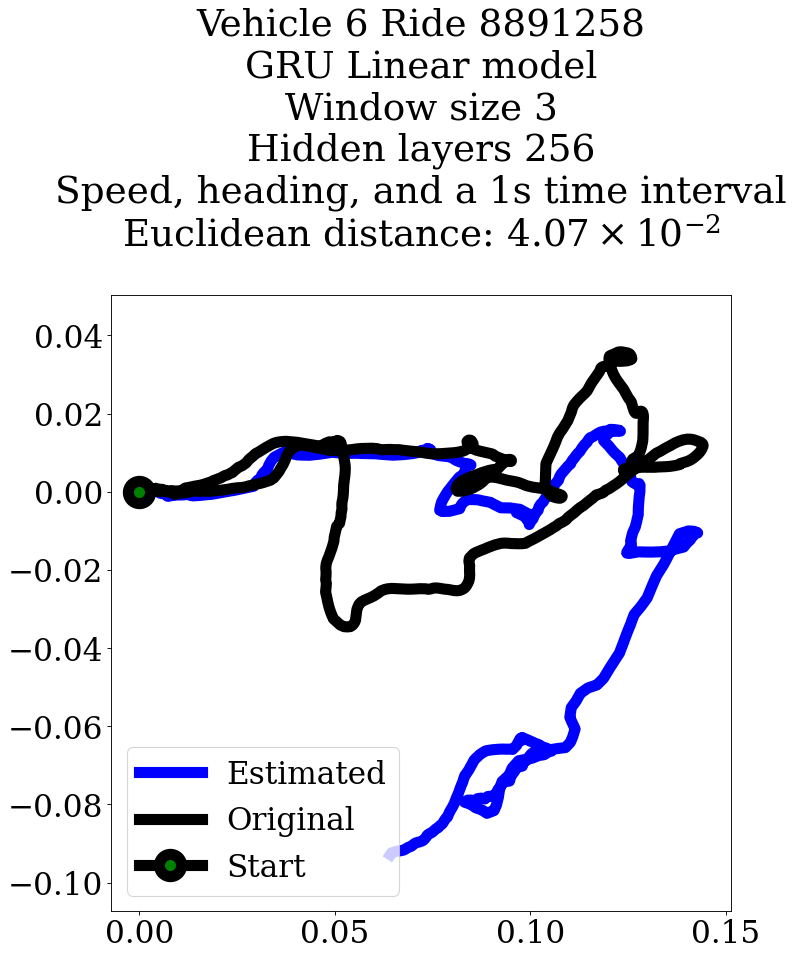 Vehicle 6 Ride 8891258
GRU Linear model
Window size 3
Hidden layers 256
Speed, heading, and a 1s time interval
Euclidean distance: 4.07 × 10⁻²
0.04
0.02
0.00
−0.02
−0.04
−0.06
−0.08
−0.10
Estimated
Original
Start
0.00 0.05 0.10 0.15